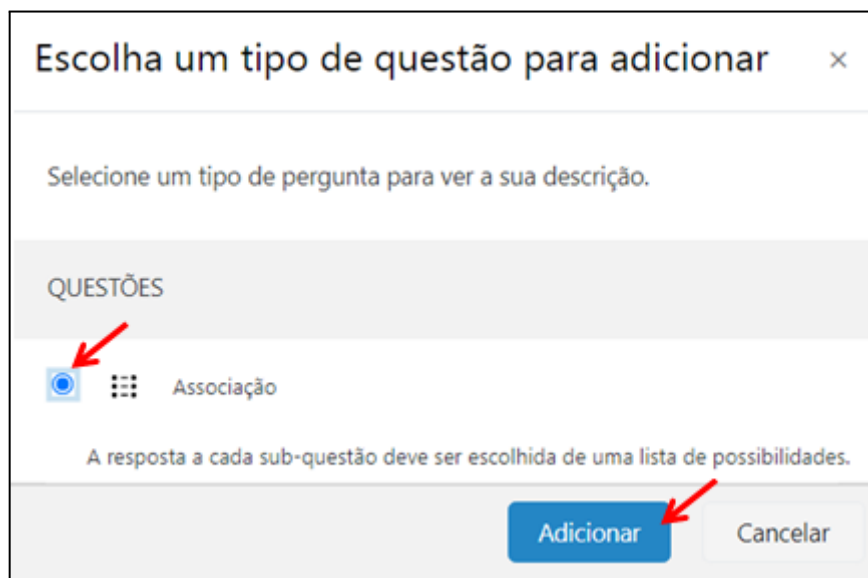 Escolha um tipo de questão para adicionar ×
Selecione um tipo de pergunta para ver a sua descrição.
QUESTÕES
Associação
A resposta a cada sub-questão deve ser escolhida de uma lista de possibilidades.
Adicionar Cancelar